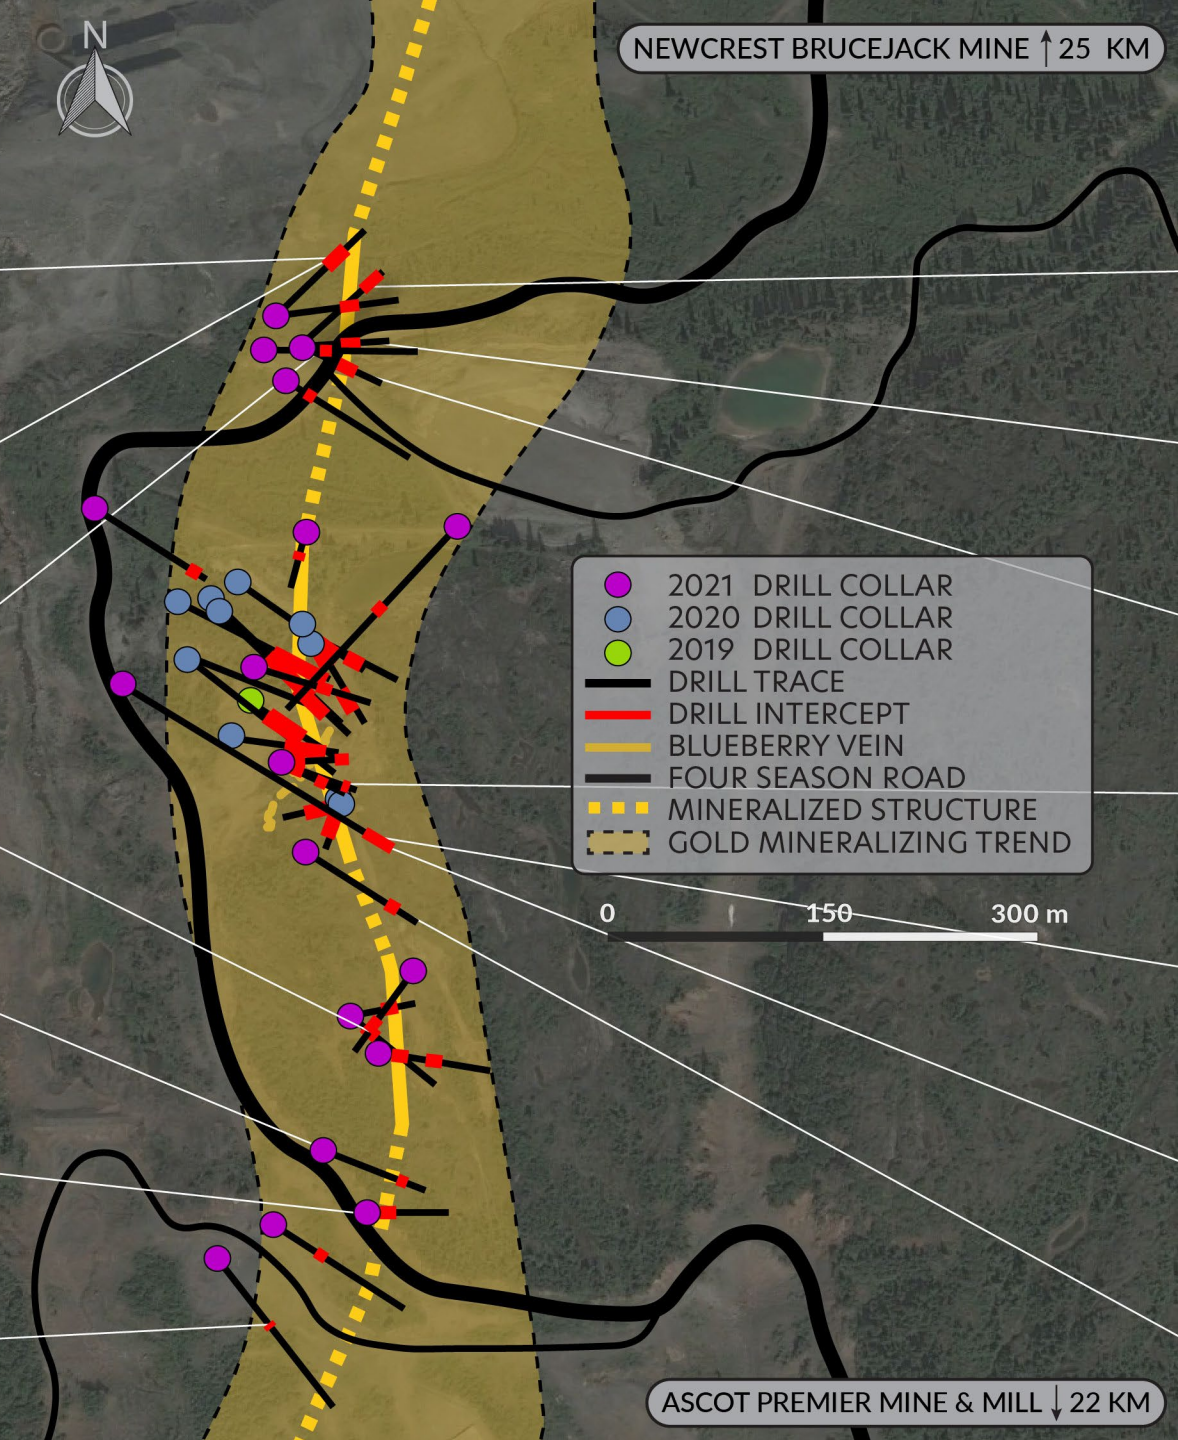 N
NEWCREST BRUCEJACK MINE ↑ 25 KM
2021 DRILL COLLAR
2020 DRILL COLLAR
2019 DRILL COLLAR
DRILL TRACE
DRILL INTERCEPT
BLUEBERRY VEIN
FOUR SEASON ROAD
MINERALIZED STRUCTURE
GOLD MINERALIZING TREND
0 150 300 m
ASCOT PREMIER MINE & MILL ↓ 22 KM